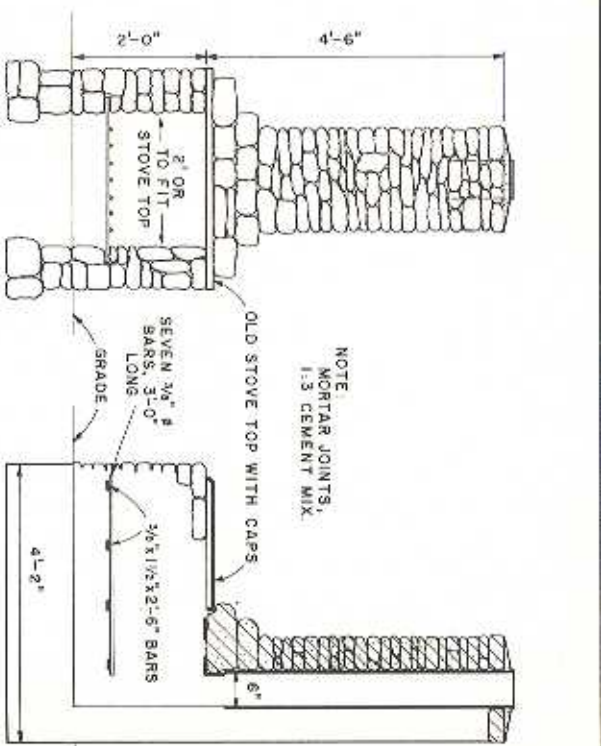 4'-6"
2'-0"
2' OR
TO FIT
STOVE TOP
NOTE:
MORTAR JOINTS,
1:3 CEMENT MIX.
OLD STOVE TOP WITH CAPS
SEVEN 3/8" ø
BARS, 3'-0"
LONG
GRADE
3/8" x 1 1/2" x 2'-6" BARS
6"
4'-2"